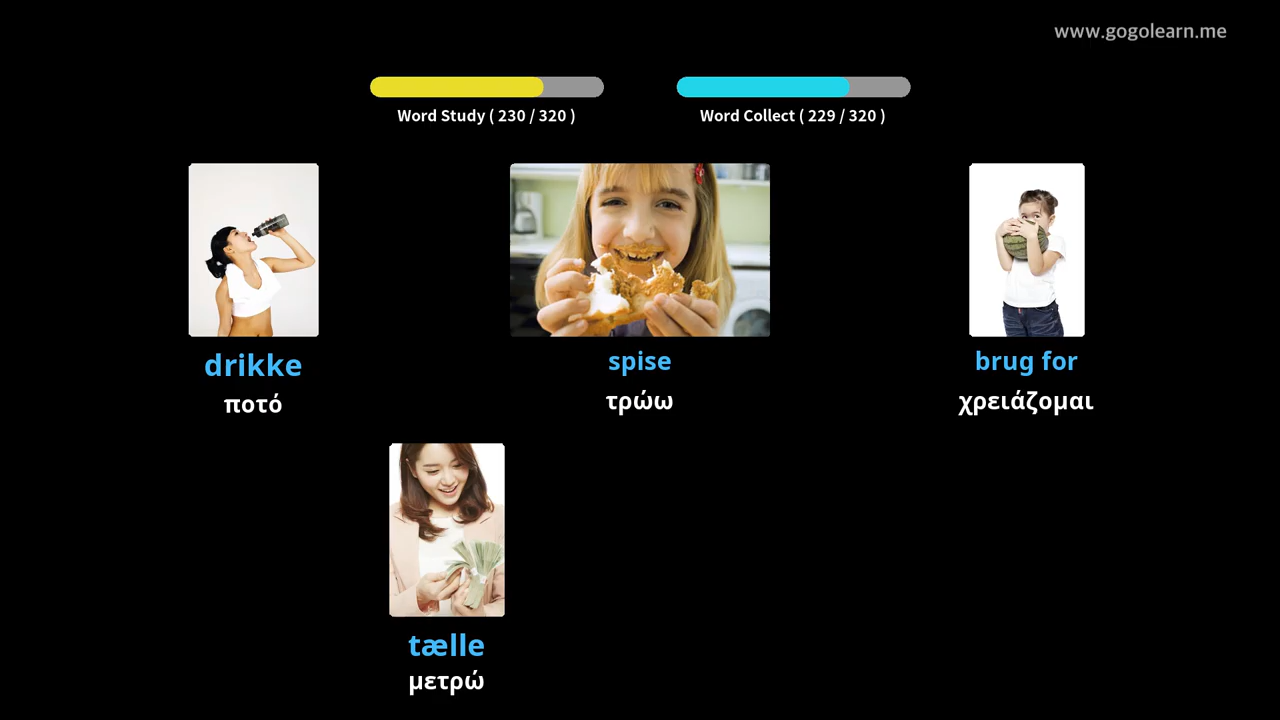 www.gogolearn.me
Word Study ( 230 / 320 )
Word Collect ( 229 / 320 )
drikke
ποτό
spise
τρώω
brug for
χρειάζομαι
tælle
μετρώ